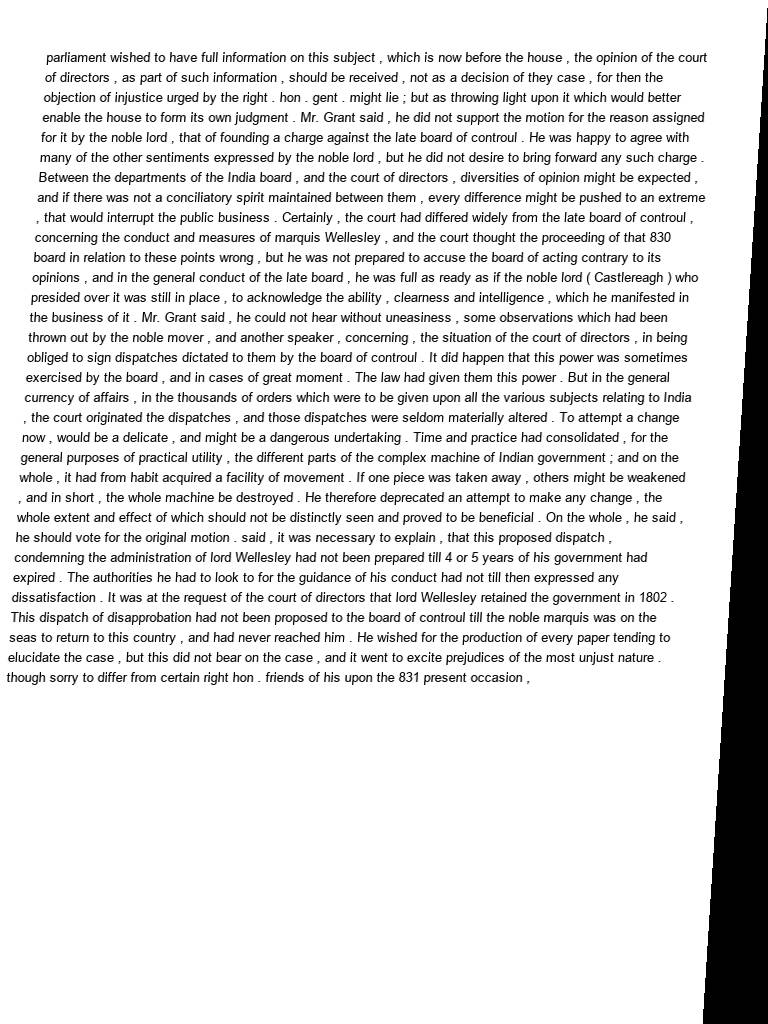 parliament wished to have full information on this subject , which is now before the house , the opinion of the court
of directors , as part of such information , should be received , not as a decision of they case , for then the
objection of injustice urged by the right . hon . gent . might lie ; but as throwing light upon it which would better
enable the house to form its own judgment . Mr. Grant said , he did not support the motion for the reason assigned
for it by the noble lord , that of founding a charge against the late board of controul . He was happy to agree with
many of the other sentiments expressed by the noble lord , but he did not desire to bring forward any such charge .
Between the departments of the India board , and the court of directors , diversities of opinion might be expected ,
and if there was not a conciliatory spirit maintained between them , every difference might be pushed to an extreme
, that would interrupt the public business . Certainly , the court had differed widely from the late board of controul ,
concerning the conduct and measures of marquis Wellesley , and the court thought the proceeding of that 830
board in relation to these points wrong , but he was not prepared to accuse the board of acting contrary to its
opinions , and in the general conduct of the late board , he was full as ready as if the noble lord ( Castlereagh ) who
presided over it was still in place , to acknowledge the ability , clearness and intelligence , which he manifested in
the business of it . Mr. Grant said , he could not hear without uneasiness , some observations which had been
thrown out by the noble mover , and another speaker , concerning , the situation of the court of directors , in being
obliged to sign dispatches dictated to them by the board of controul . It did happen that this power was sometimes
exercised by the board , and in cases of great moment . The law had given them this power . But in the general
currency of affairs , in the thousands of orders which were to be given upon all the various subjects relating to India
, the court originated the dispatches , and those dispatches were seldom materially altered . To attempt a change
now , would be a delicate , and might be a dangerous undertaking . Time and practice had consolidated , for the
general purposes of practical utility , the different parts of the complex machine of Indian government ; and on the
whole , it had from habit acquired a facility of movement . If one piece was taken away , others might be weakened
, and in short , the whole machine be destroyed . He therefore deprecated an attempt to make any change , the
whole extent and effect of which should not be distinctly seen and proved to be beneficial . On the whole , he said ,
he should vote for the original motion . said , it was necessary to explain , that this proposed dispatch ,
condemning the administration of lord Wellesley had not been prepared till 4 or 5 years of his government had
expired . The authorities he had to look to for the guidance of his conduct had not till then expressed any
dissatisfaction . It was at the request of the court of directors that lord Wellesley retained the government in 1802 .
This dispatch of disapprobation had not been proposed to the board of controul till the noble marquis was on the
seas to return to this country , and had never reached him . He wished for the production of every paper tending to
elucidate the case , but this did not bear on the case , and it went to excite prejudices of the most unjust nature .
though sorry to differ from certain right hon . friends of his upon the 831 present occasion ,